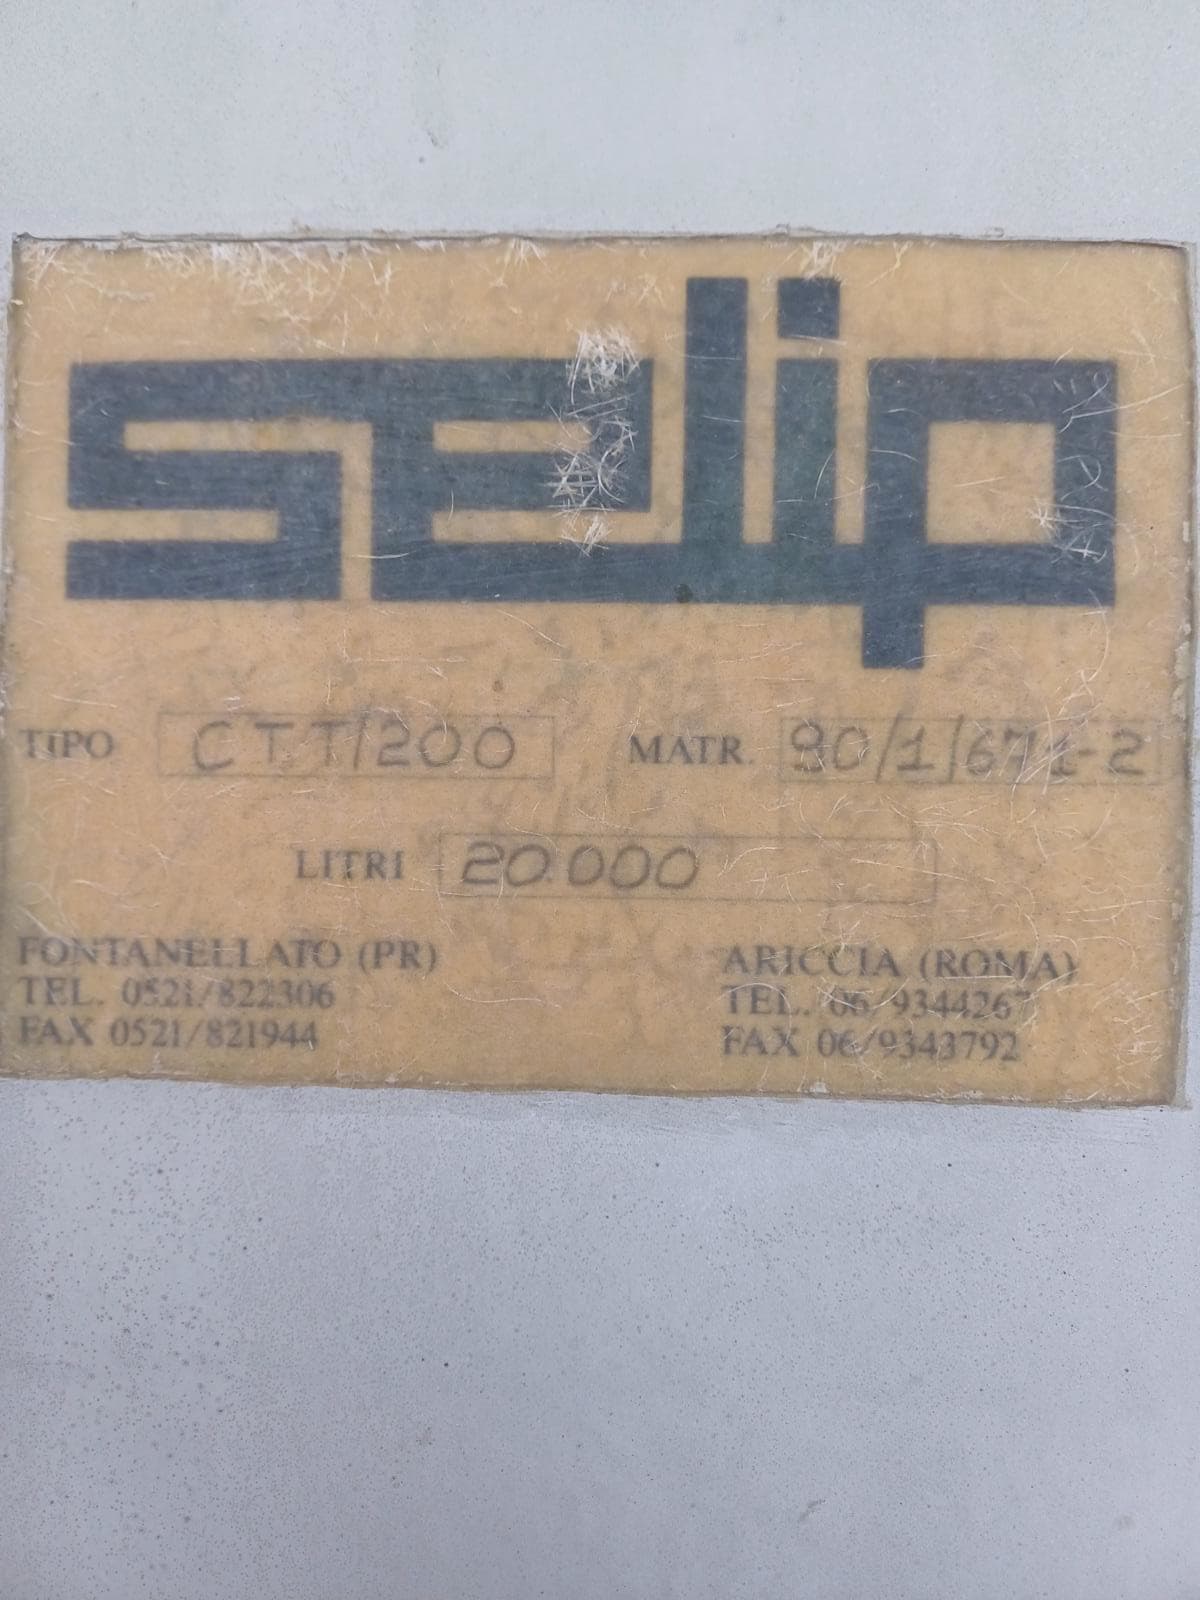 selip
TIPO CTT/200 MATR. 90/1/671-2
LITRI 20.000
FONTANELLATO (PR)
TEL. 0521/822306
FAX 0521/821944
ARICCIA (ROMA)
TEL. 06/9344267
FAX 06/9343792